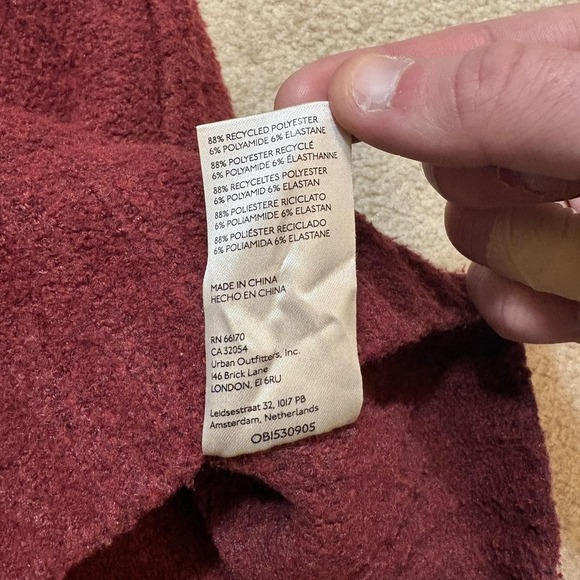 88% RECYCLED POLYESTER
6% POLYAMIDE 6% ELASTANE
88% POLYESTER RECYCLÉ
6% POLYAMIDE 6% ÉLASTHANNE
88% RECYCELTES POLYESTER
6% POLYAMID 6% ELASTAN
88% POLIESTERE RICICLATO
6% POLIAMMIDE 6% ELASTAN
88% POLIÉSTER RECICLADO
6% POLIAMIDA 6% ELASTANE
MADE IN CHINA
HECHO EN CHINA
RN 66170
CA 32054
Urban Outfitters, Inc.
146 Brick Lane
LONDON, E1 6RU
Leidsestraat 32, 1017 PB
Amsterdam, Netherlands
OB1530905